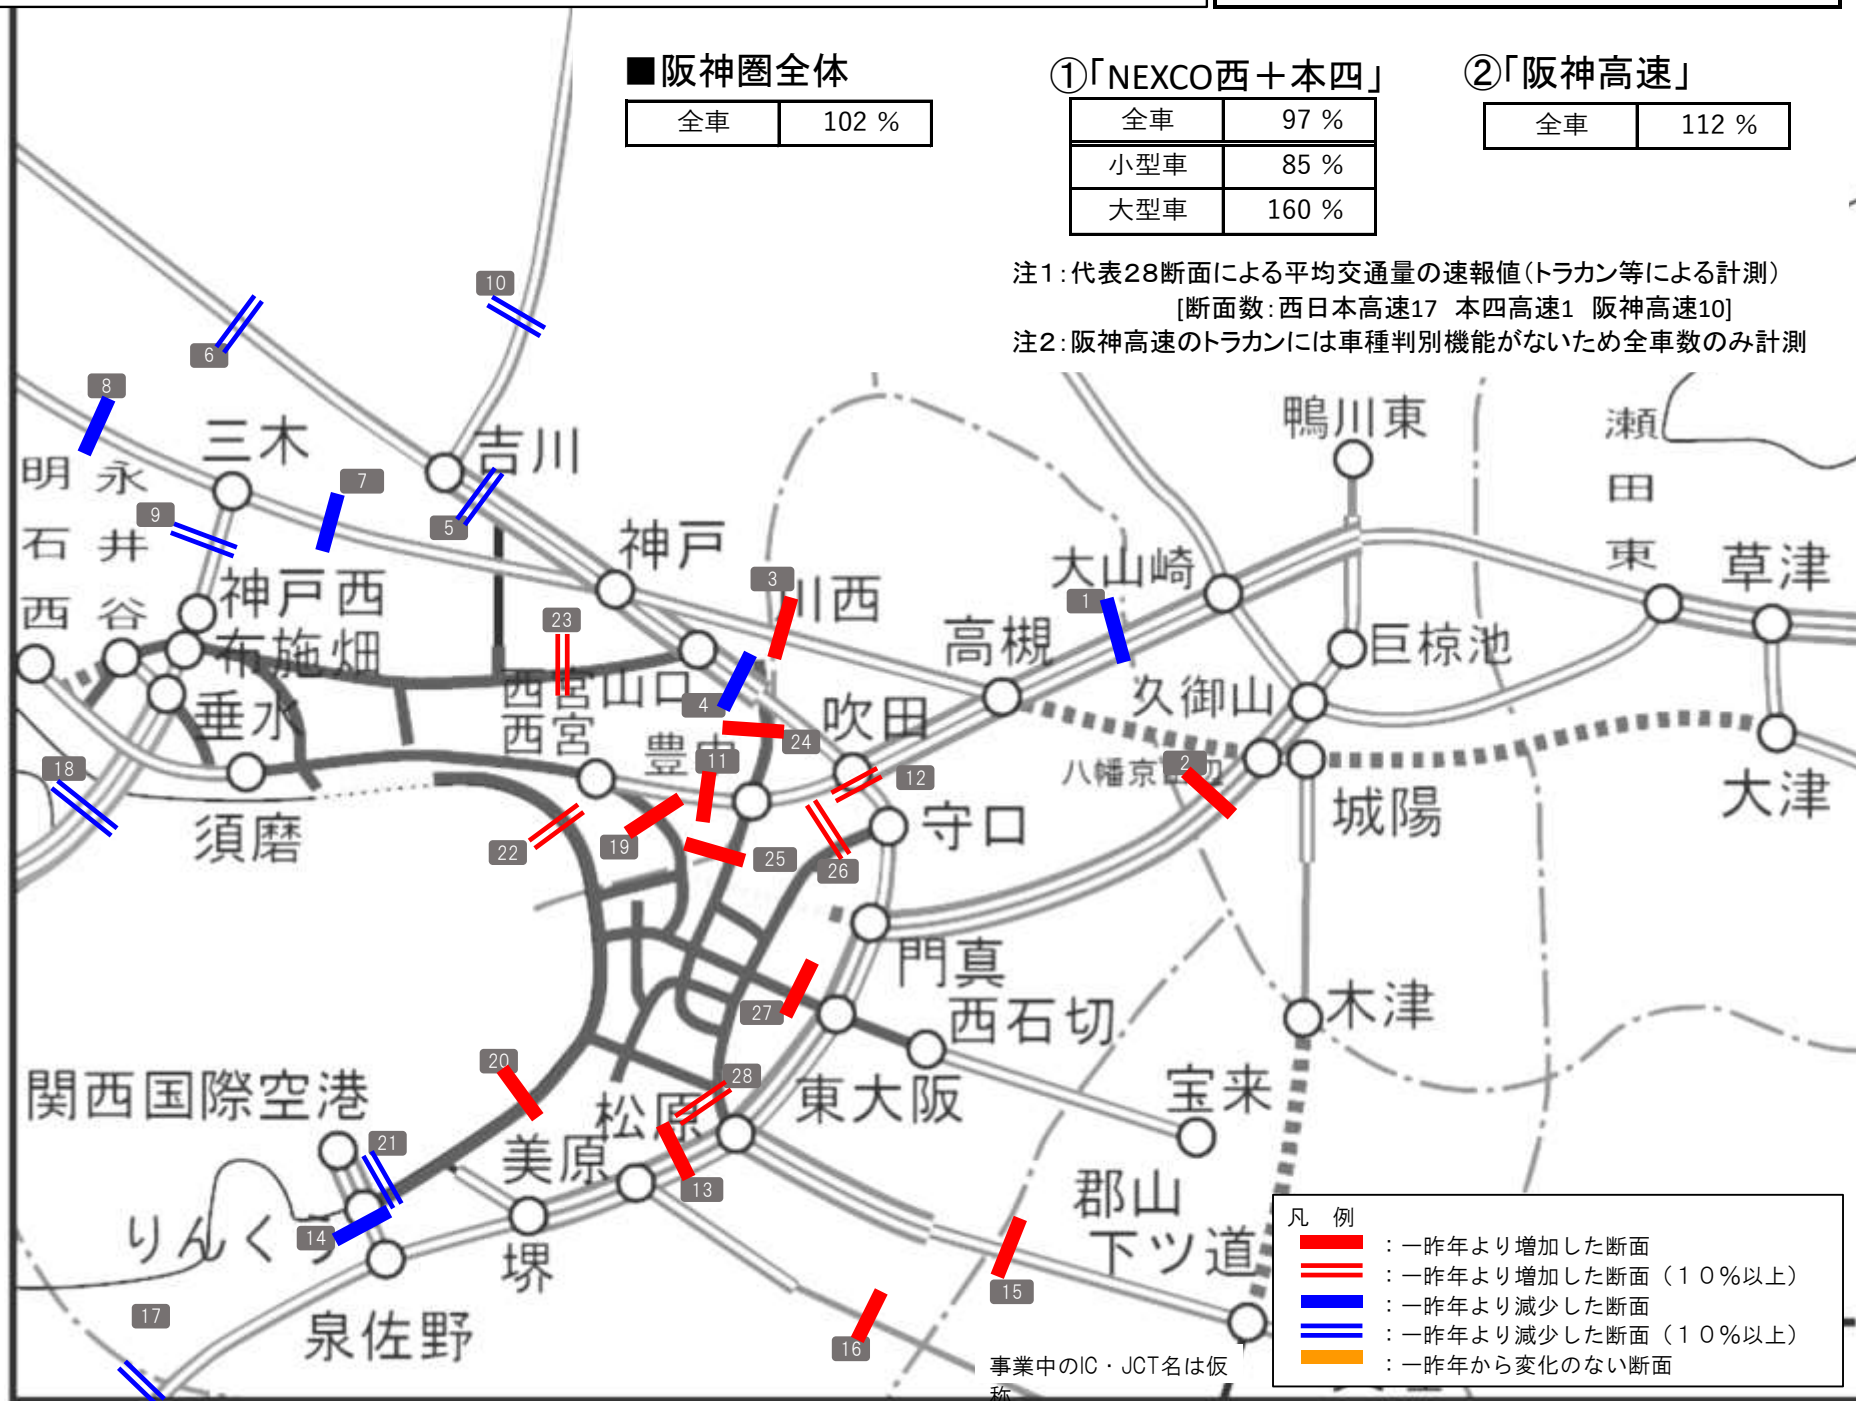 ■阪神圏全体
全車 102 %
①「NEXCO西＋本四」
全車 97 %
小型車 85 %
大型車 160 %
②「阪神高速」
全車 112 %
注1：代表28断面による平均交通量の速報値（トラカン等による計測）
[断面数：西日本高速17 本四高速1 阪神高速10]
注2：阪神高速のトラカンには車種判別機能がないため全車数のみ計測
10
6
8
三木
吉川
鴨川東
瀬田東
明石西
永井谷
7
9
5
神戸
神戸西
布施畑
3
川西
大山崎
1
草津
23
高槻
巨椋池
西宮山口
西宮
4
久御山
垂水
吹田
24
豊中
11
12
18
八幡京田辺
2
大津
須磨
城陽
守口
22
19
25
26
門真
27
西石切
木津
20
28
関西国際空港
松原
東大阪
宝来
21
美原
13
郡山
下ツ道
14
りんくう
堺
15
17
泉佐野
16
事業中のIC・JCT名は仮
称
凡 例
：一昨年より増加した断面
：一昨年より増加した断面（１０％以上）
：一昨年より減少した断面
：一昨年より減少した断面（１０％以上）
：一昨年から変化のない断面